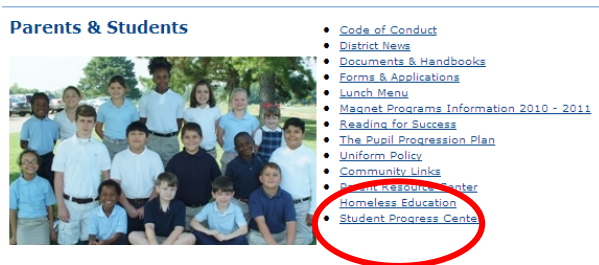 Parents & Students
Code of Conduct
District News
Documents & Handbooks
Forms & Applications
Lunch Menu
Magnet Programs Information 2010 - 2011
Reading for Success
The Pupil Progression Plan
Uniform Policy
Community Links
Parent Resource Center
Homeless Education
Student Progress Center